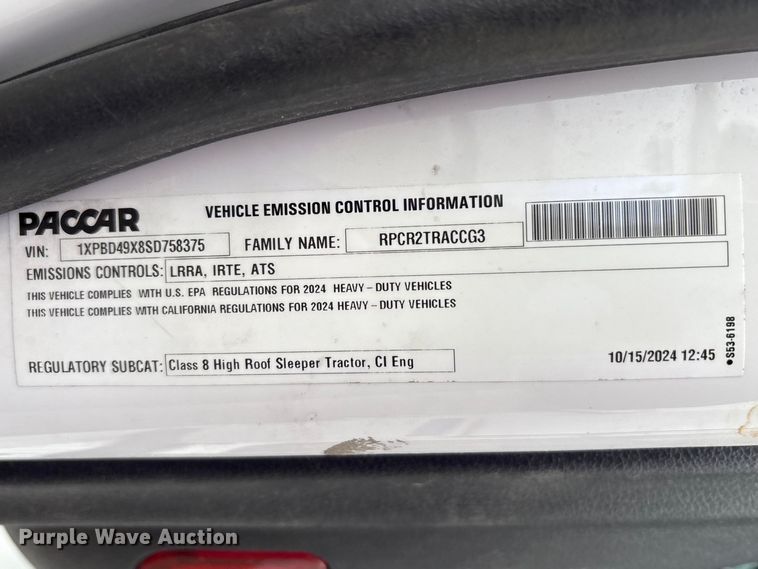 PACCAR
VEHICLE EMISSION CONTROL INFORMATION
VIN: 1XPBD49X8SD758375 FAMILY NAME: RPCR2TRACCG3
EMISSIONS CONTROLS: LRRA, IRTE, ATS
THIS VEHICLE COMPLIES WITH U.S. EPA REGULATIONS FOR 2024 HEAVY-DUTY VEHICLES
THIS VEHICLE COMPLIES WITH CALIFORNIA REGULATIONS FOR 2024 HEAVY-DUTY VEHICLES
REGULATORY SUBCAT: Class 8 High Roof Sleeper Tractor, CI Eng
10/15/2024 12:45
●S53-6198
Purple Wave Auction